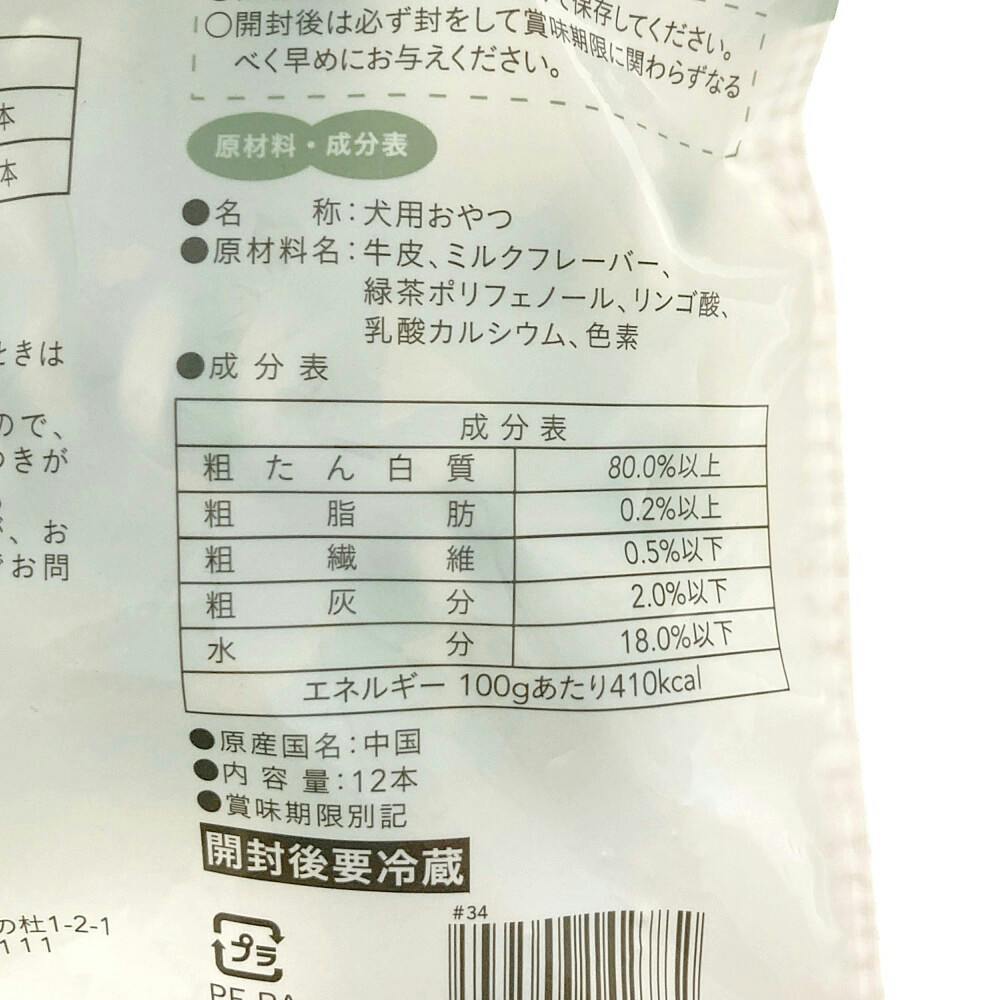 て保存してください。
○開封後は必ず封をして賞味期限に関わらずなる
べく早めにお与えください。
本
本
原材料・成分表
●名　　称：犬用おやつ
●原材料名：牛皮、ミルクフレーバー、
緑茶ポリフェノール、リンゴ酸、
乳酸カルシウム、色素
●成分表
ときは
ので、
つきが
、お
お問
成分表
粗たん白質 80.0%以上
粗脂肪 0.2%以上
粗繊維 0.5%以下
粗灰分 2.0%以下
水分 18.0%以下
エネルギー 100gあたり410kcal
●原産国名：中国
●内容量：12本
●賞味期限別記
開封後要冷蔵
の杜1-2-1
111
プラ
#34